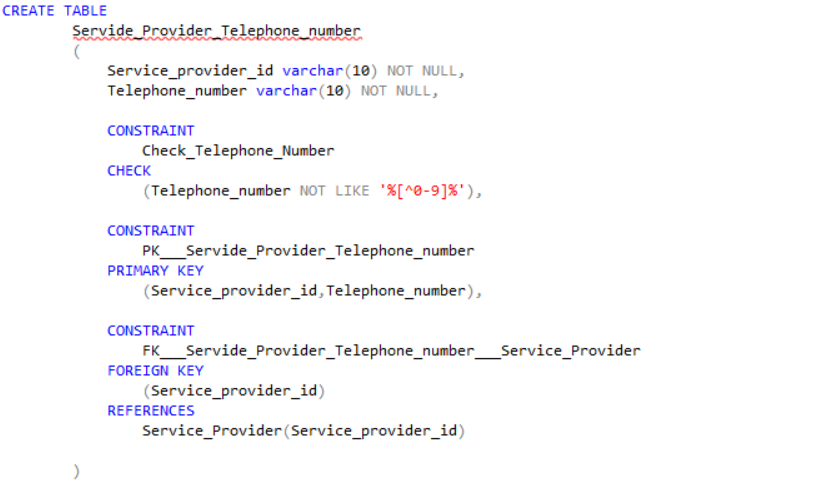 CREATE TABLE
Servide_Provider_Telephone_number
(
Service_provider_id varchar(10) NOT NULL,
Telephone_number varchar(10) NOT NULL,
CONSTRAINT
Check_Telephone_Number
CHECK
(Telephone_number NOT LIKE '%[^0-9]%'),
CONSTRAINT
PK___Servide_Provider_Telephone_number
PRIMARY KEY
(Service_provider_id,Telephone_number),
CONSTRAINT
FK___Servide_Provider_Telephone_number___Service_Provider
FOREIGN KEY
(Service_provider_id)
REFERENCES
Service_Provider(Service_provider_id)
)